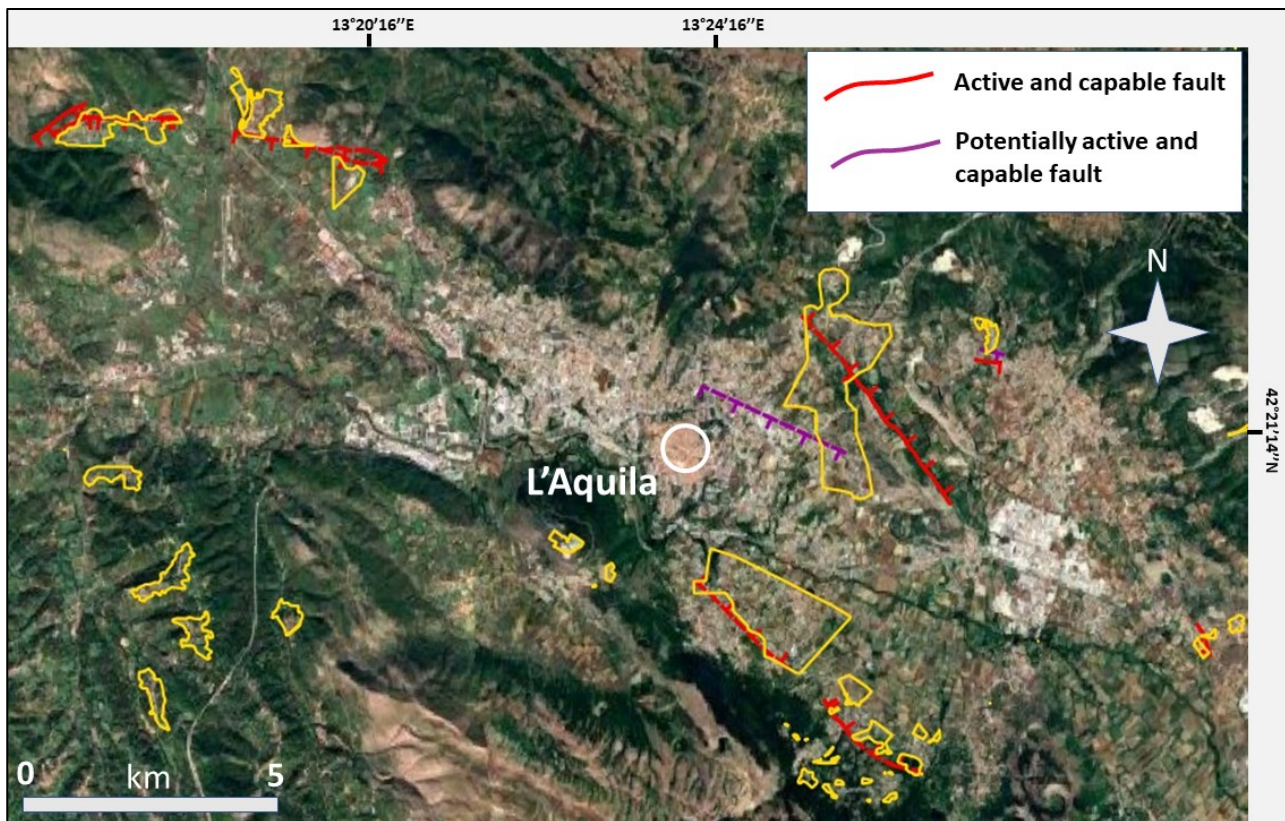 13°20'16’’E
13°24'16’’E
Active and capable fault
Potentially active and
capable fault
N
42°21’14’’N
L’Aquila
0 km 5